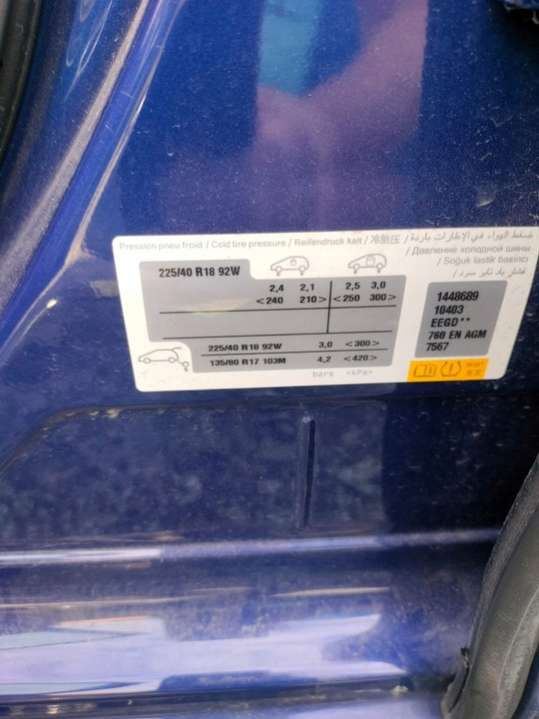 Pression pneu froid / Cold tire pressure / Reifendruck kalt / 冷胎压 / ضغط الهواء في الإطارات باردة
/ Давление холодной шины
/ Soğuk lastik basıncı
225/40 R18 92W
2,4 2,1 2,5 3,0
<240 210> <250 300>
225/40 R18 92W 3,0 <300>
135/80 R17 103M 4,2 <420>
bars <kPa>
1448689
10403
EEGD**
760 EN AGM
7567